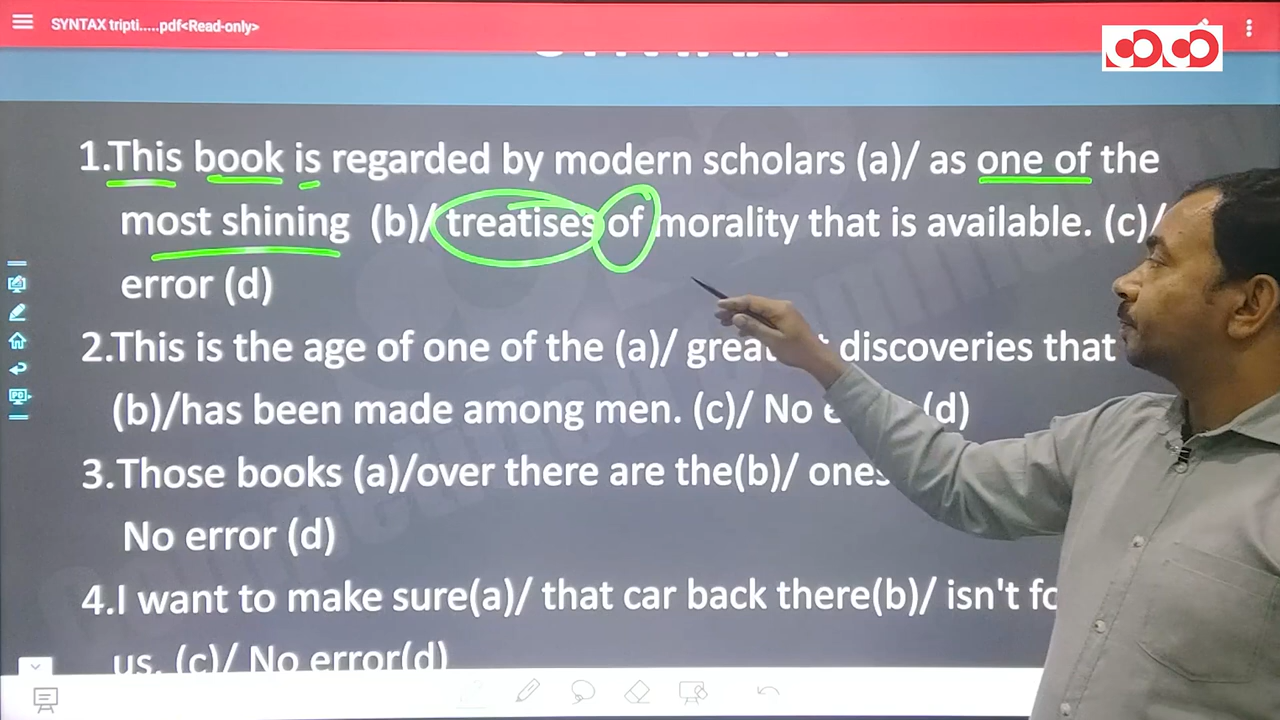 SYNTAX tripti.....pdf<Read-only>
1.This book is regarded by modern scholars (a)/ as one of the
most shining (b)/ treatises of morality that is available. (c)/
error (d)
2.This is the age of one of the (a)/ discoveries that
(b)/has been made among men. (c)/ No (d)
3.Those books (a)/over there are the(b)/ ones
No error (d)
4.I want to make sure(a)/ that car back there(b)/ isn't
us. (c)/ No error(d)